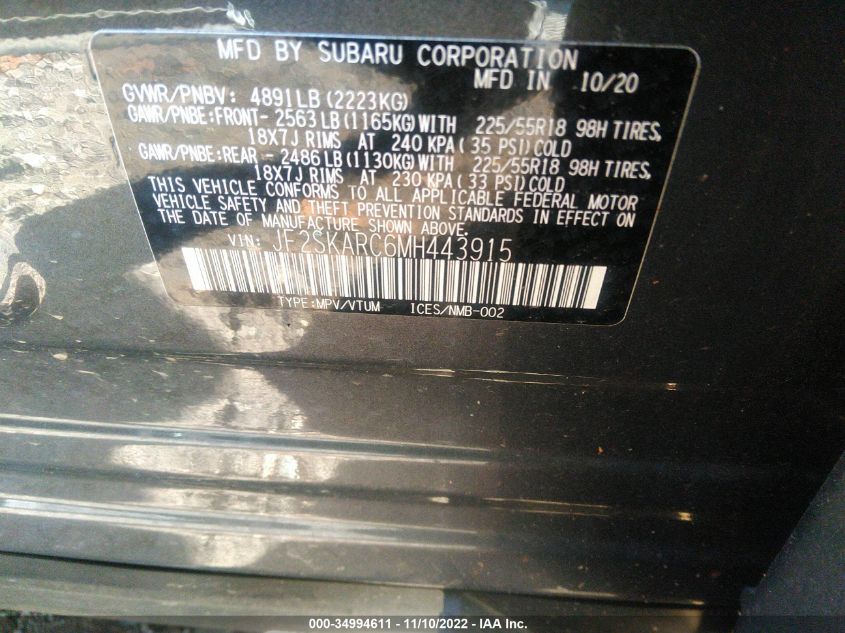 MFD BY SUBARU CORPORATION
MFD IN 10/20
GVWR/PNBV: 4891LB (2223KG)
GAWR/PNBE:FRONT- 2563LB (1165KG) WITH 225/55R18 98H TIRES,
18X7J RIMS AT 240 KPA (35 PSI) COLD
GAWR/PNBE:REAR - 2486LB (1130KG) WITH 225/55R18 98H TIRES,
18X7J RIMS AT 230 KPA (33 PSI) COLD
THIS VEHICLE CONFORMS TO ALL APPLICABLE FEDERAL MOTOR
VEHICLE SAFETY AND THEFT PREVENTION STANDARDS IN EFFECT ON
THE DATE OF MANUFACTURE SHOWN ABOVE.
VIN: JF2SKARC6MH443915
TYPE:MPV/VTUM ICES/NMB-002
000-34994611 - 11/10/2022 - IAA Inc.